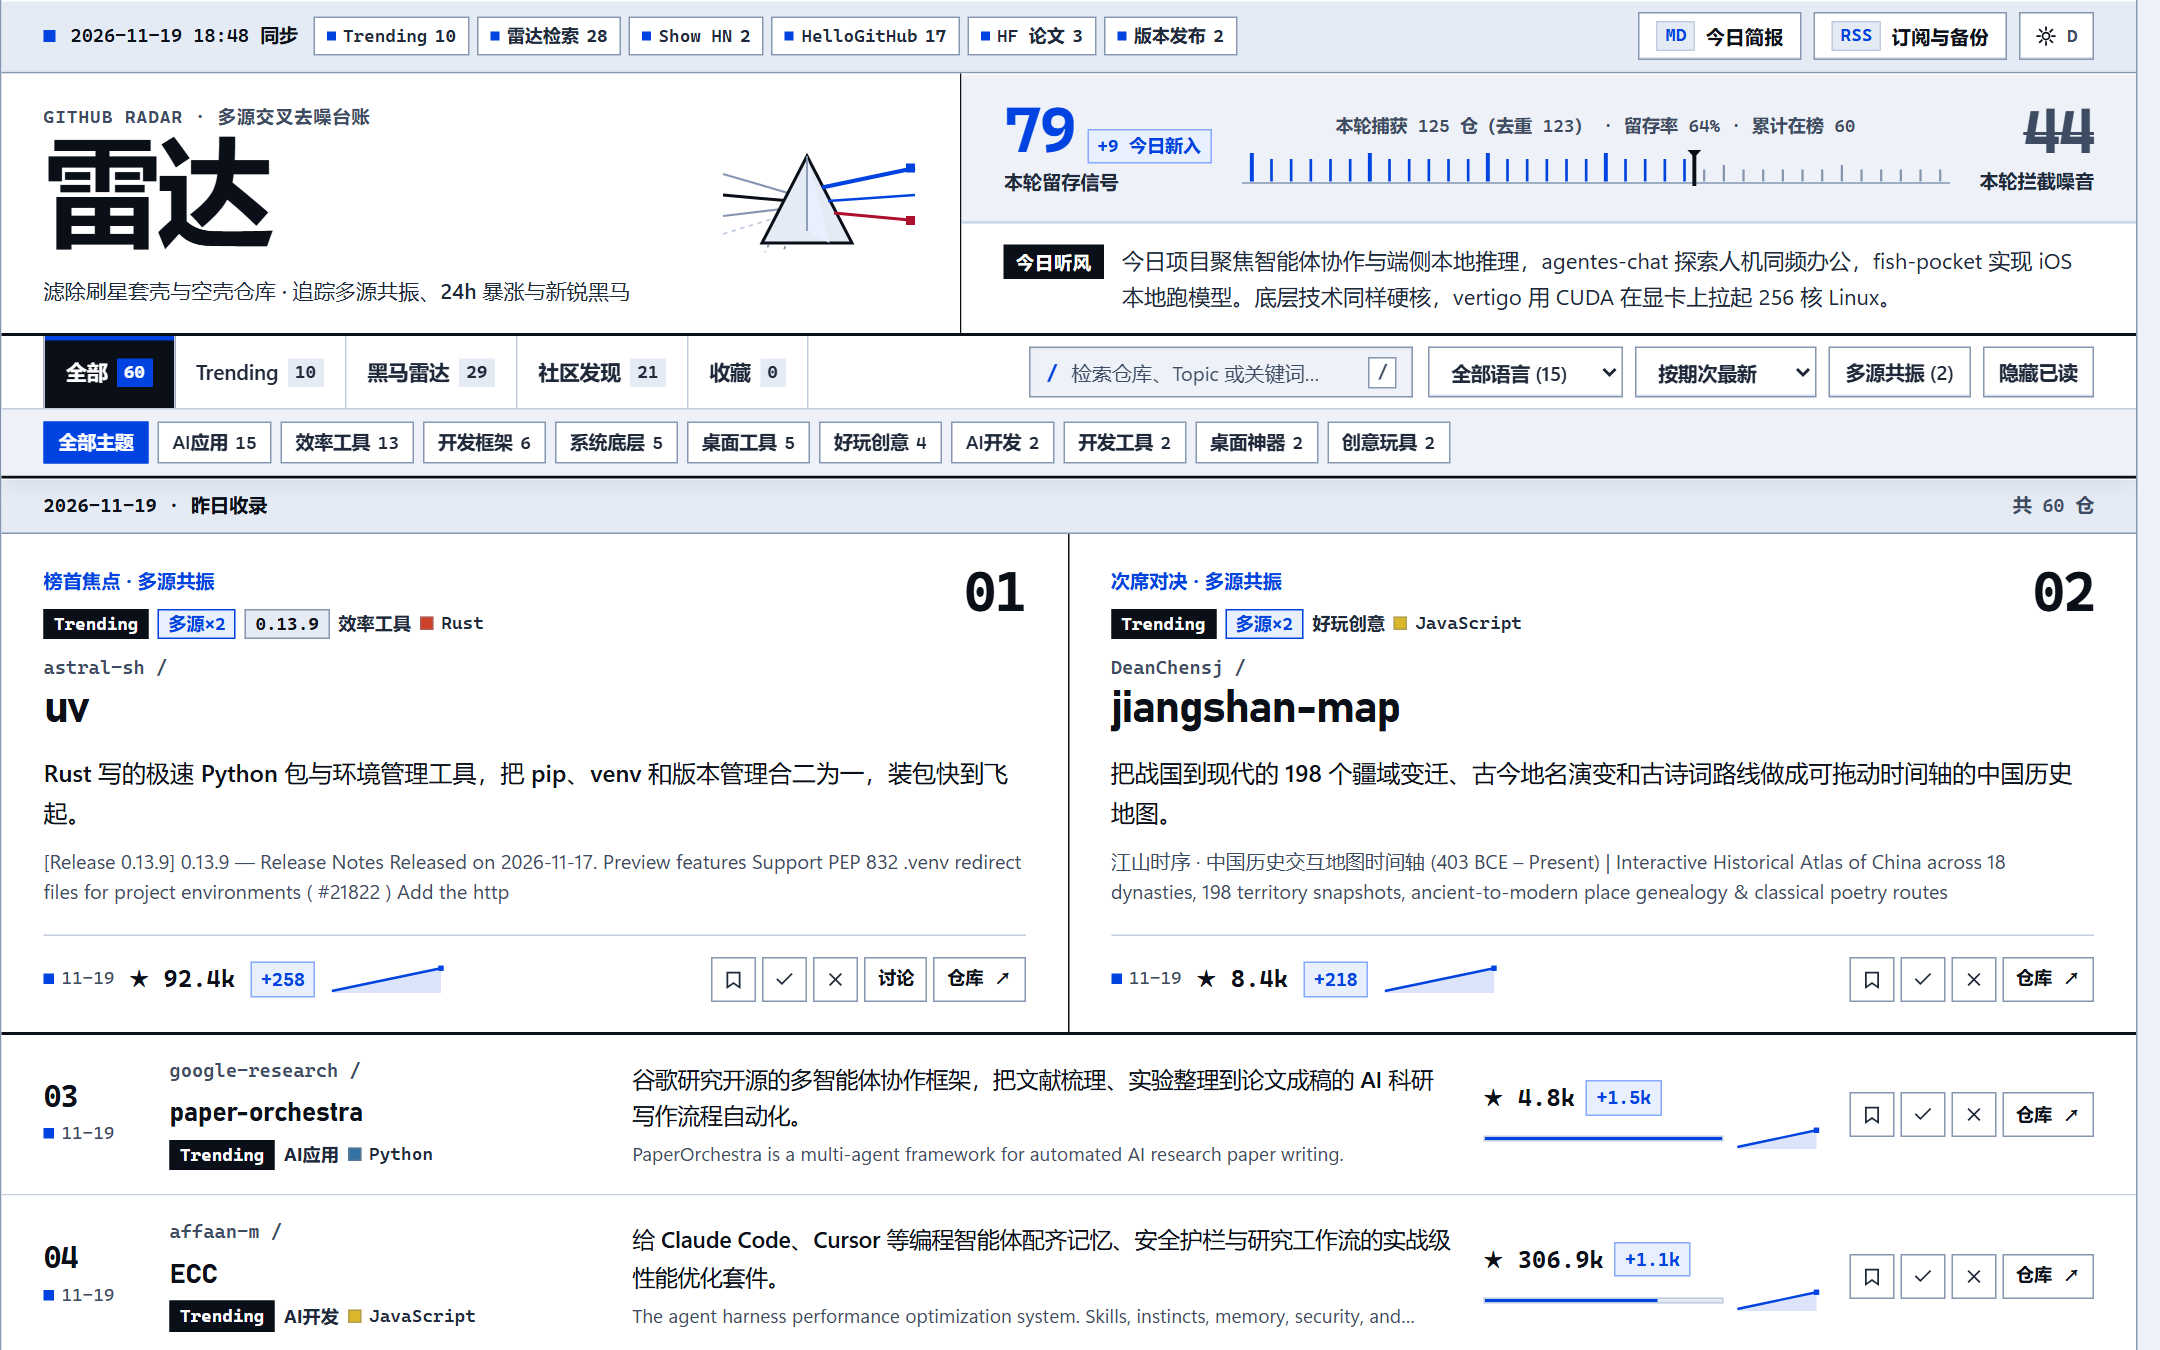 2026-11-19 18:48 同步
Trending 10
雷达检索 28
Show HN 2
HelloGitHub 17
HF 论文 3
版本发布 2
MD 今日简报
RSS 订阅与备份
D
GITHUB RADAR · 多源交叉去噪台账
雷达
滤除刷星套壳与空壳仓库 · 追踪多源共振、24h 暴涨与新锐黑马
79
+9 今日新入
本轮留存信号
本轮捕获 125 仓（去重 123） · 留存率 64% · 累计在榜 60
44
本轮拦截噪音
今日听风
今日项目聚焦智能体协作与端侧本地推理，agentes-chat 探索人机同频办公，fish-pocket 实现 iOS
本地跑模型。底层技术同样硬核，vertigo 用 CUDA 在显卡上拉起 256 核 Linux。
全部 60
Trending 10
黑马雷达 29
社区发现 21
收藏 0
/ 检索仓库、Topic 或关键词... /
全部语言 (15)
按期次最新
多源共振 (2)
隐藏已读
全部主题
AI应用 15
效率工具 13
开发框架 6
系统底层 5
桌面工具 5
好玩创意 4
AI开发 2
开发工具 2
桌面神器 2
创意玩具 2
2026-11-19 · 昨日收录
共 60 仓
榜首焦点 · 多源共振
01
Trending 多源×2 0.13.9 效率工具 Rust
astral-sh /
uv
Rust 写的极速 Python 包与环境管理工具，把 pip、venv 和版本管理合二为一，装包快到飞
起。
[Release 0.13.9] 0.13.9 — Release Notes Released on 2026-11-17. Preview features Support PEP 832 .venv redirect
files for project environments ( #21822 ) Add the http
11-19 ★ 92.4k +258
讨论
仓库 ↗
次席对决 · 多源共振
02
Trending 多源×2 好玩创意 JavaScript
DeanChensj /
jiangshan-map
把战国到现代的 198 个疆域变迁、古今地名演变和古诗词路线做成可拖动时间轴的中国历史
地图。
江山时序 · 中国历史交互地图时间轴 (403 BCE – Present) | Interactive Historical Atlas of China across 18
dynasties, 198 territory snapshots, ancient-to-modern place genealogy & classical poetry routes
11-19 ★ 8.4k +218
仓库 ↗
03
11-19
google-research /
paper-orchestra
Trending AI应用 Python
谷歌研究开源的多智能体协作框架，把文献梳理、实验整理到论文成稿的 AI 科研
写作流程自动化。
PaperOrchestra is a multi-agent framework for automated AI research paper writing.
★ 4.8k +1.5k
仓库 ↗
04
11-19
affaan-m /
ECC
Trending AI开发 JavaScript
给 Claude Code、Cursor 等编程智能体配齐记忆、安全护栏与研究工作流的实战级
性能优化套件。
The agent harness performance optimization system. Skills, instincts, memory, security, and...
★ 306.9k +1.1k
仓库 ↗